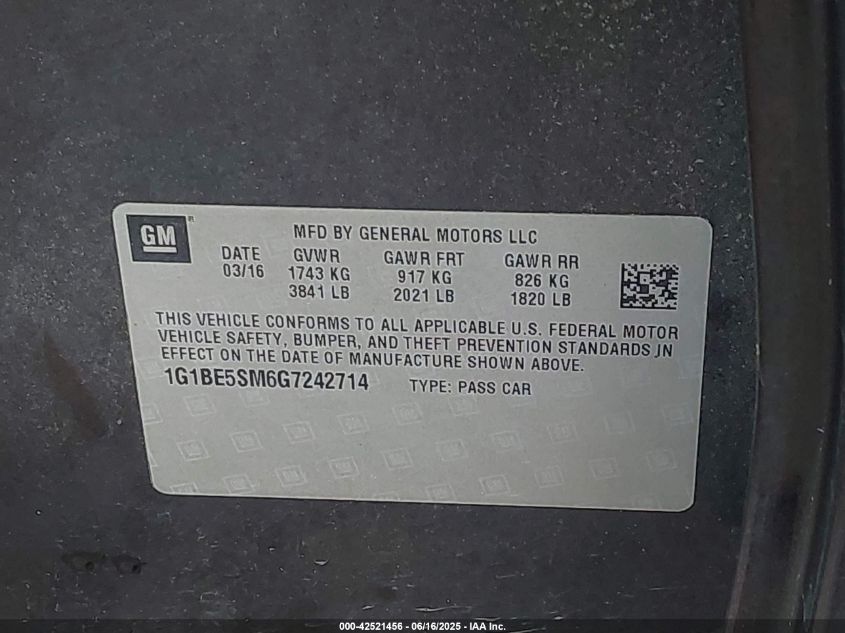 GM ®
MFD BY GENERAL MOTORS LLC
DATE GVWR GAWR FRT GAWR RR
03/16 1743 KG 917 KG 826 KG
3841 LB 2021 LB 1820 LB
THIS VEHICLE CONFORMS TO ALL APPLICABLE U.S. FEDERAL MOTOR
VEHICLE SAFETY, BUMPER, AND THEFT PREVENTION STANDARDS IN
EFFECT ON THE DATE OF MANUFACTURE SHOWN ABOVE.
1G1BE5SM6G7242714 TYPE: PASS CAR
000-42521456 - 06/16/2025 - IAA Inc.